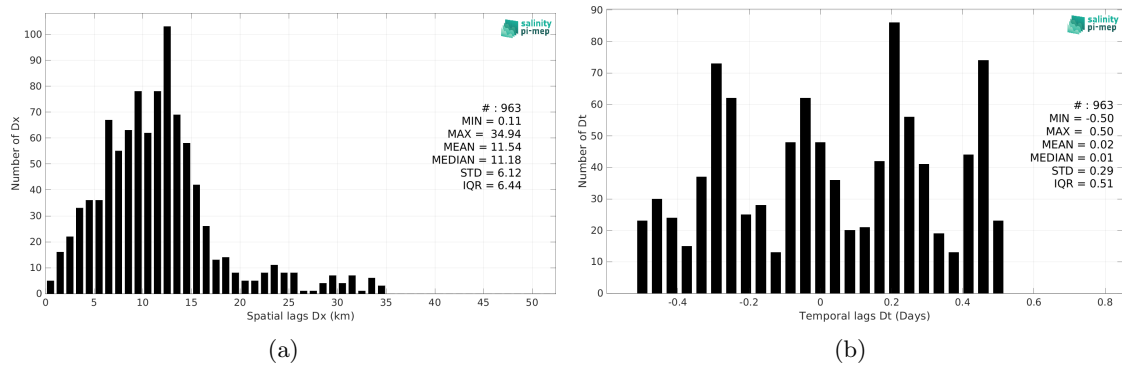 salinity
pi-mep
Number of Dx
100
90
80
70
60
50
40
30
20
10
0
# : 963
MIN = 0.11
MAX = 34.94
MEAN = 11.54
MEDIAN = 11.18
STD = 6.12
IQR = 6.44
0 5 10 15 20 25 30 35 40 45 50
Spatial lags Dx (km)
(a)
salinity
pi-mep
Number of Dt
90
80
70
60
50
40
30
20
10
0
# : 963
MIN = -0.50
MAX = 0.50
MEAN = 0.02
MEDIAN = 0.01
STD = 0.29
IQR = 0.51
-0.4 -0.2 0 0.2 0.4 0.6 0.8
Temporal lags Dt (Days)
(b)